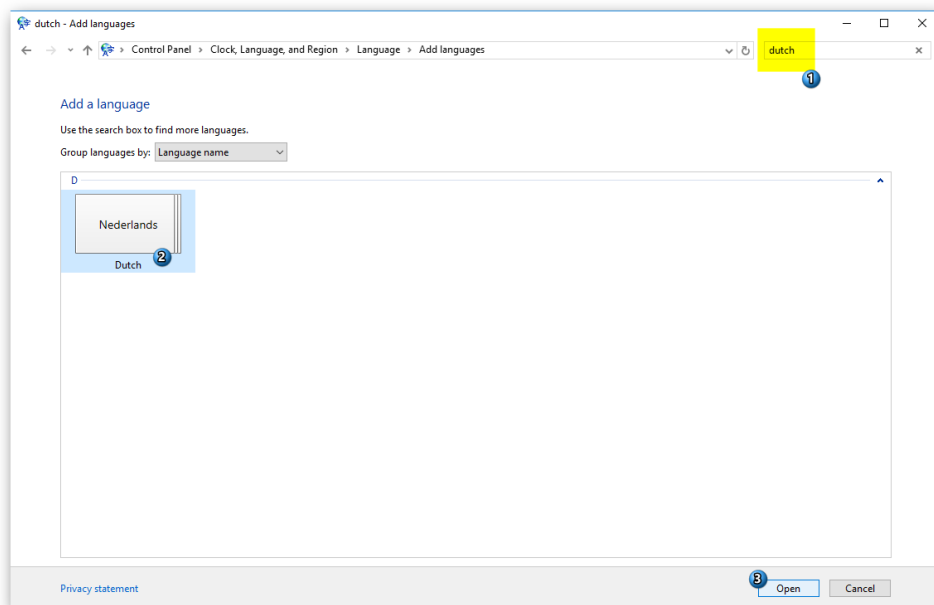 dutch - Add languages
Control Panel > Clock, Language, and Region > Language > Add languages
dutch
1
Add a language
Use the search box to find more languages.
Group languages by: Language name
D
Nederlands
2
Dutch
Privacy statement
3
Open
Cancel